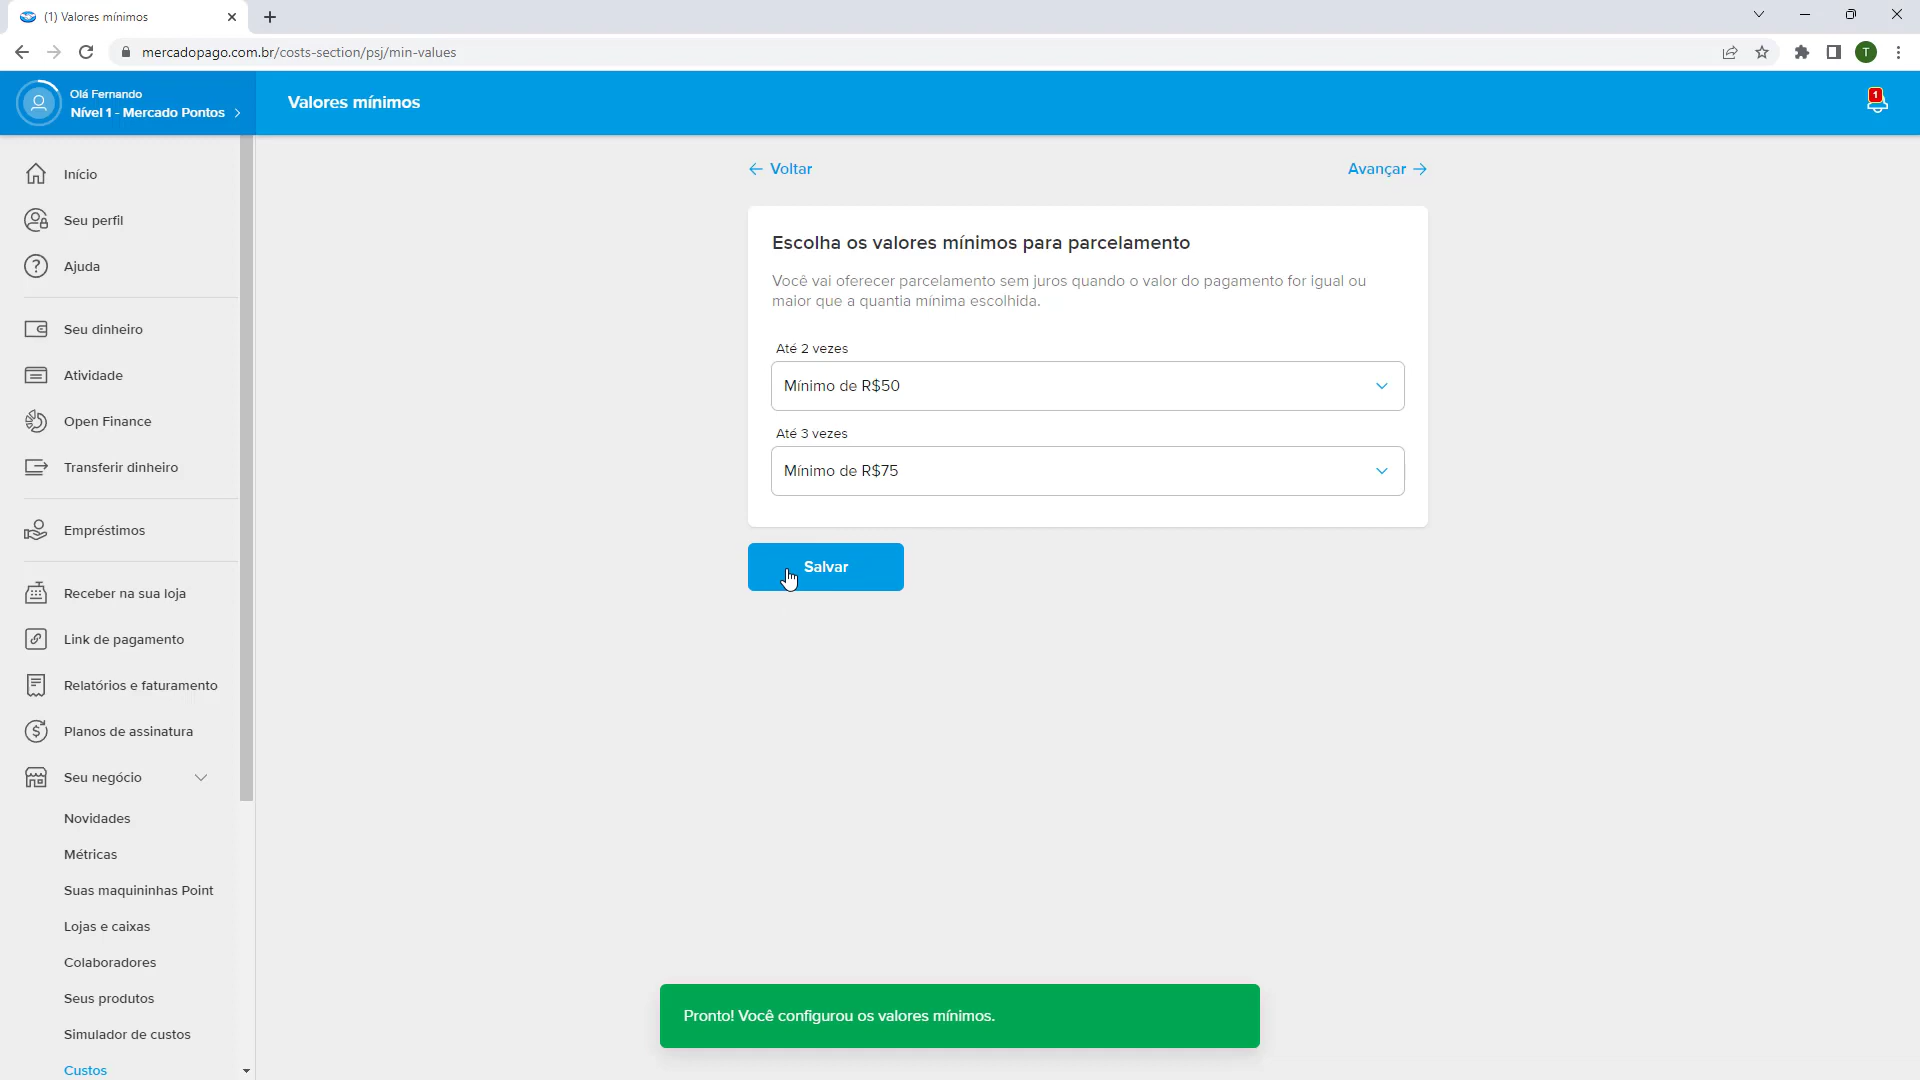 (1) Valores mínimos
mercadopago.com.br/costs-section/psj/min-values
T
Olá Fernando
Nível 1 - Mercado Pontos
Valores mínimos
1
Início
Seu perfil
Ajuda
Seu dinheiro
Atividade
Open Finance
Transferir dinheiro
Empréstimos
Receber na sua loja
Link de pagamento
Relatórios e faturamento
Planos de assinatura
Seu negócio
Novidades
Métricas
Suas maquininhas Point
Lojas e caixas
Colaboradores
Seus produtos
Simulador de custos
Custos
Voltar
Avançar
Escolha os valores mínimos para parcelamento
Você vai oferecer parcelamento sem juros quando o valor do pagamento for igual ou
maior que a quantia mínima escolhida.
Até 2 vezes
Mínimo de R$50
Até 3 vezes
Mínimo de R$75
Salvar
Pronto! Você configurou os valores mínimos.